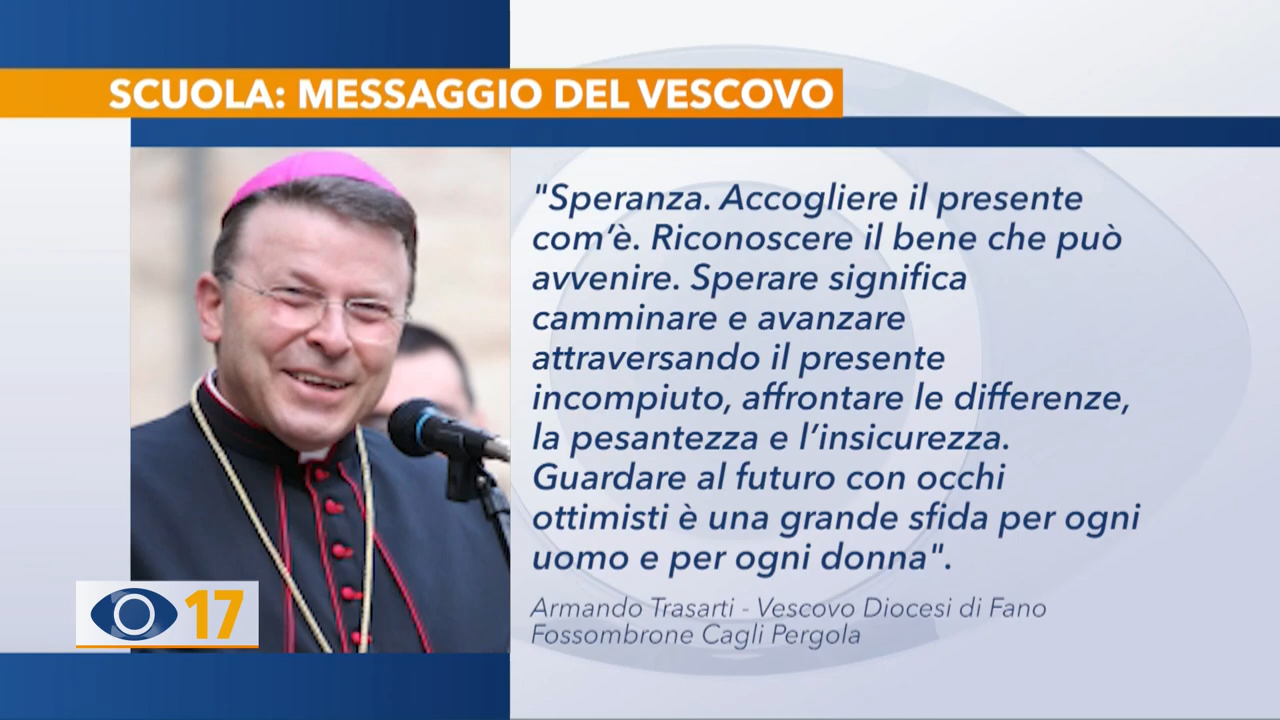 SCUOLA: MESSAGGIO DEL VESCOVO
"Speranza. Accogliere il presente
com’è. Riconoscere il bene che può
avvenire. Sperare significa
camminare e avanzare
attraversando il presente
incompiuto, affrontare le differenze,
la pesantezza e l’insicurezza.
Guardare al futuro con occhi
ottimisti è una grande sfida per ogni
uomo e per ogni donna".
Armando Trasarti - Vescovo Diocesi di Fano
Fossombrone Cagli Pergola
17